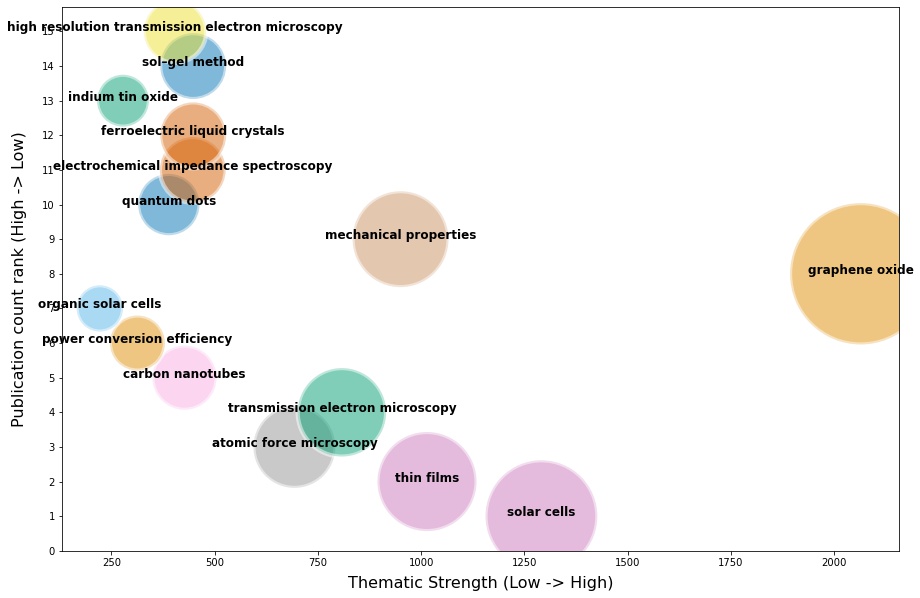 high resolution transmission electron microscopy
15
sol–gel method
14
indium tin oxide
13
ferroelectric liquid crystals
12
electrochemical impedance spectroscopy
11
quantum dots
10
mechanical properties
9
graphene oxide
8
organic solar cells
7
power conversion efficiency
6
carbon nanotubes
5
transmission electron microscopy
4
atomic force microscopy
3
thin films
2
solar cells
1
0
250 500 750 1000 1250 1500 1750 2000
Thematic Strength (Low -> High)
Publication count rank (High -> Low)